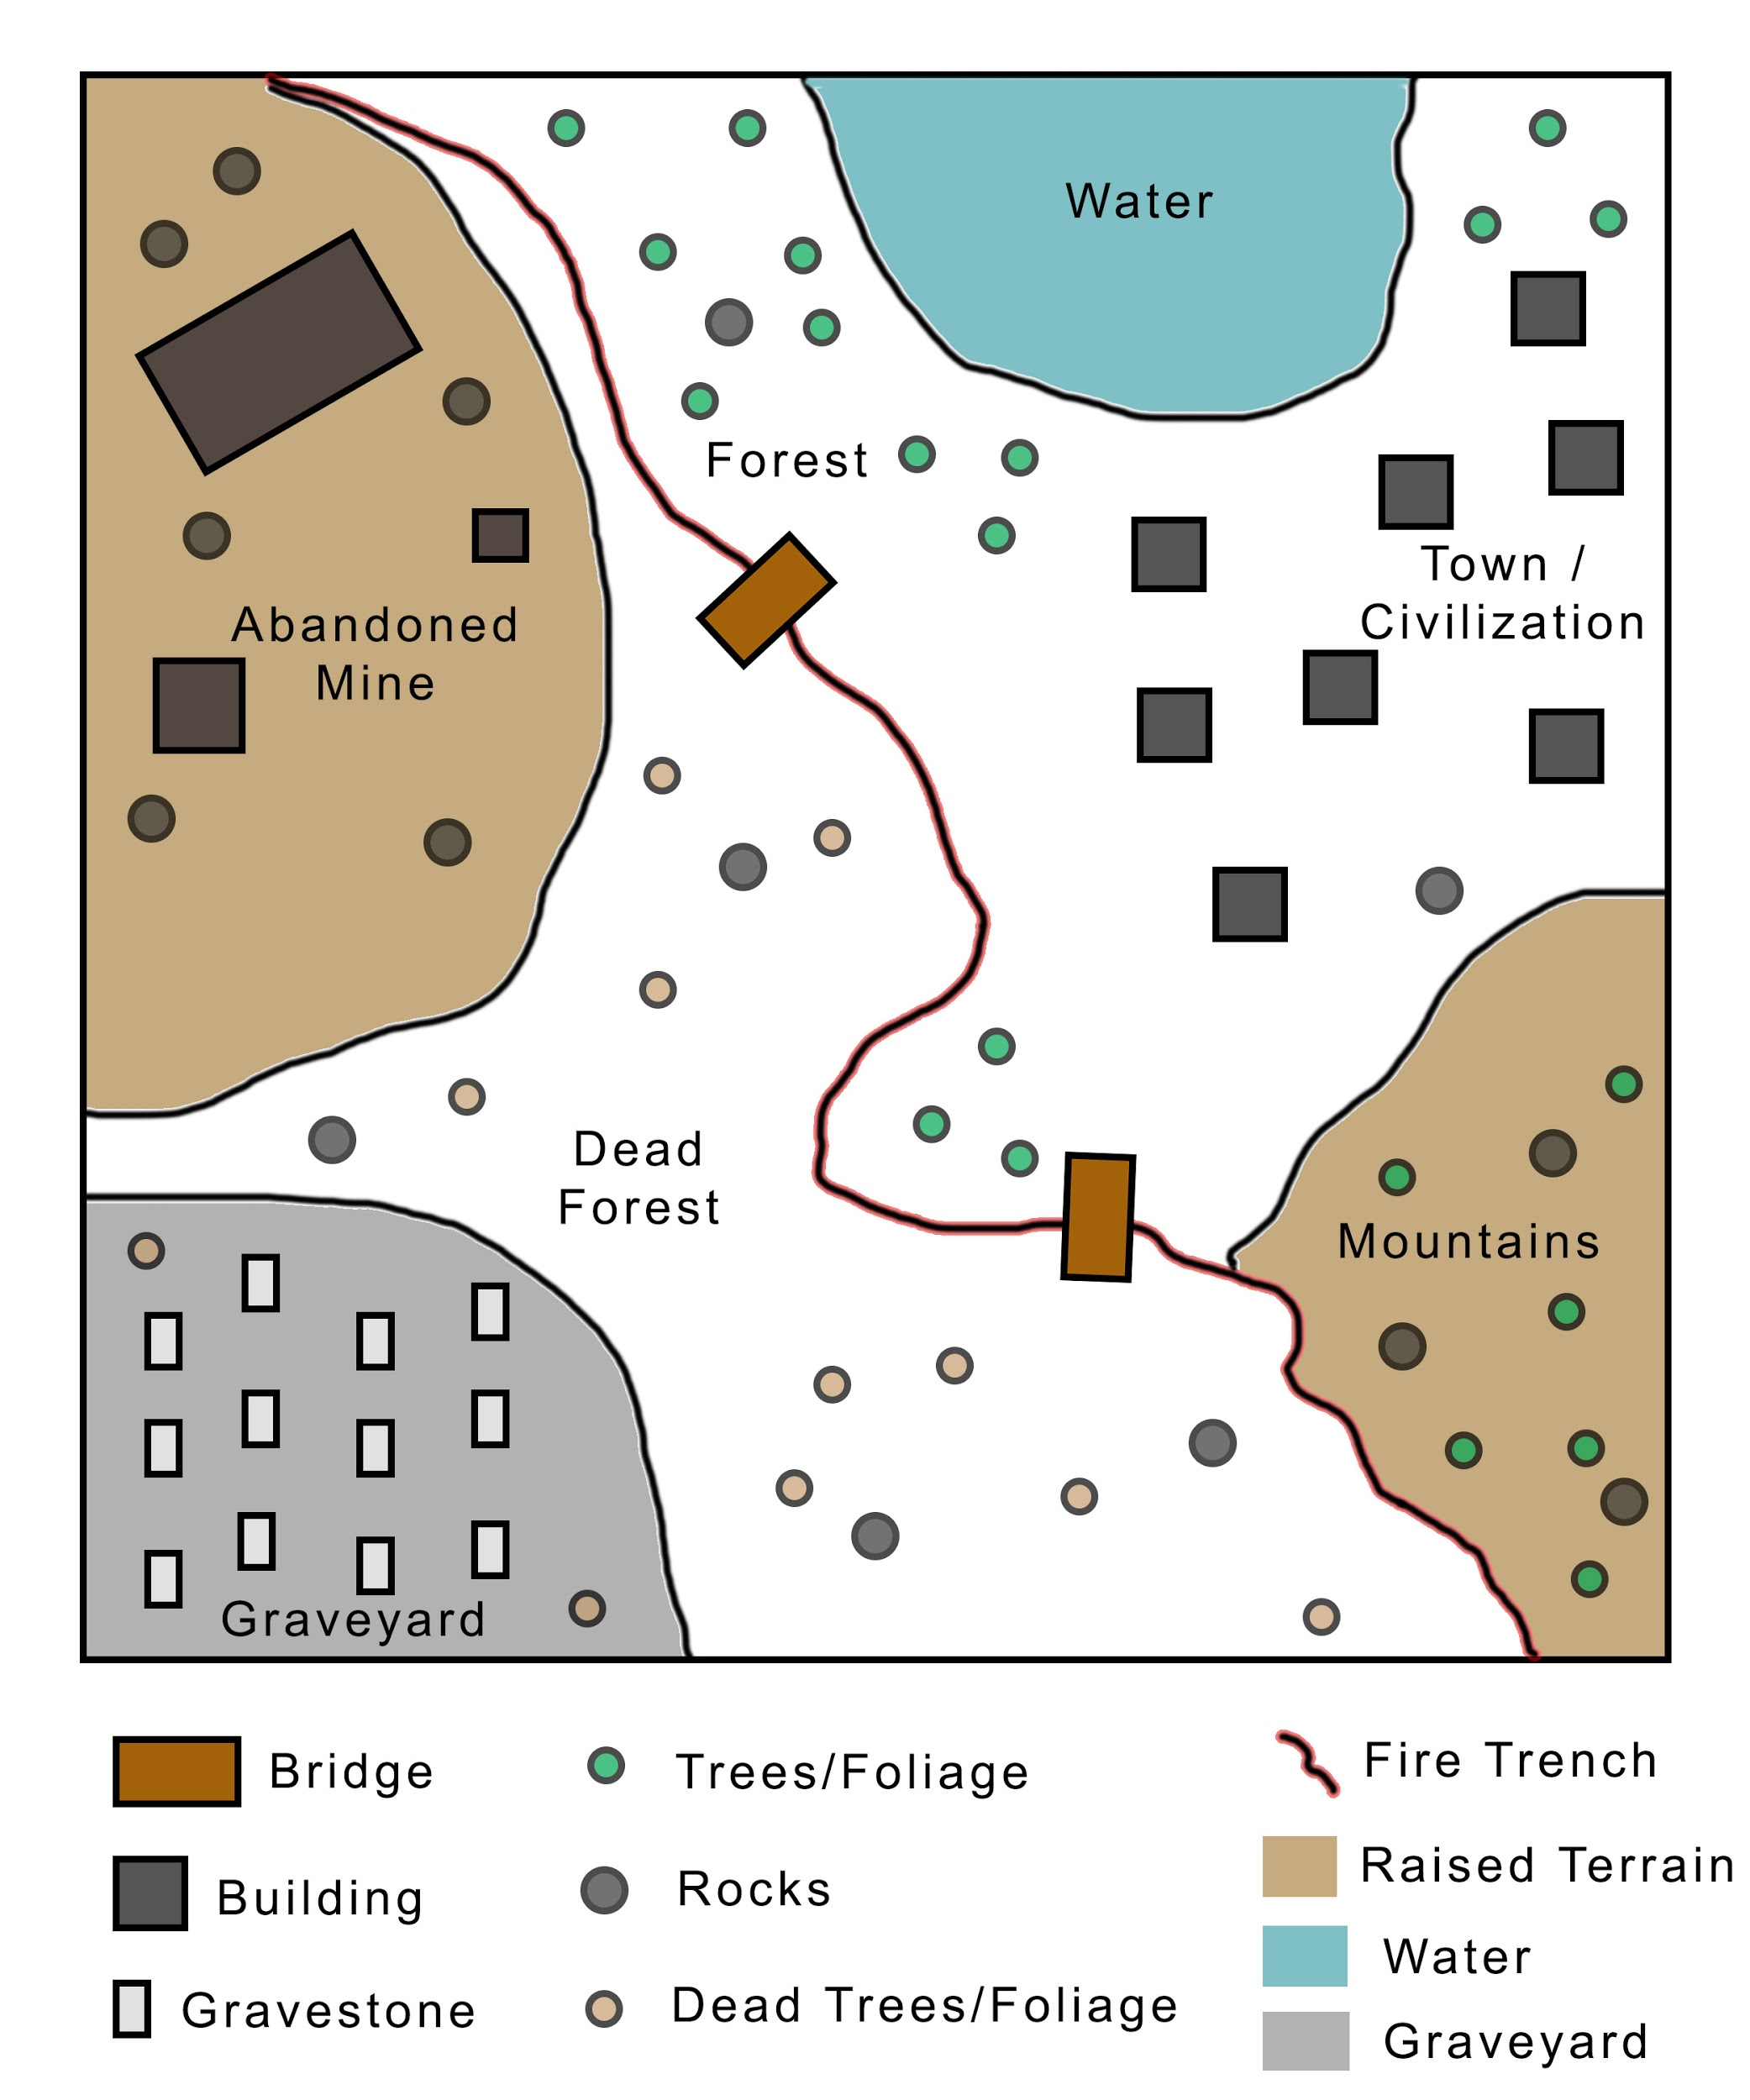 Water
Forest
Town /
Civilization
Abandoned
Mine
Dead
Forest
Mountains
Graveyard
Bridge
Trees/Foliage
Fire Trench
Building
Rocks
Raised Terrain
Gravestone
Dead Trees/Foliage
Water
Graveyard